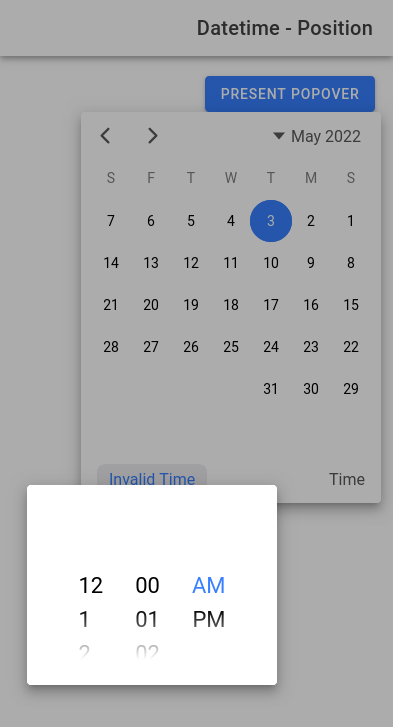 Datetime - Position
PRESENT POPOVER
May 2022
S F T W T M S
7 6 5 4 3 2 1
14 13 12 11 10 9 8
21 20 19 18 17 16 15
28 27 26 25 24 23 22
31 30 29
Invalid Time Time
12 00 AM
1 01 PM
2 02